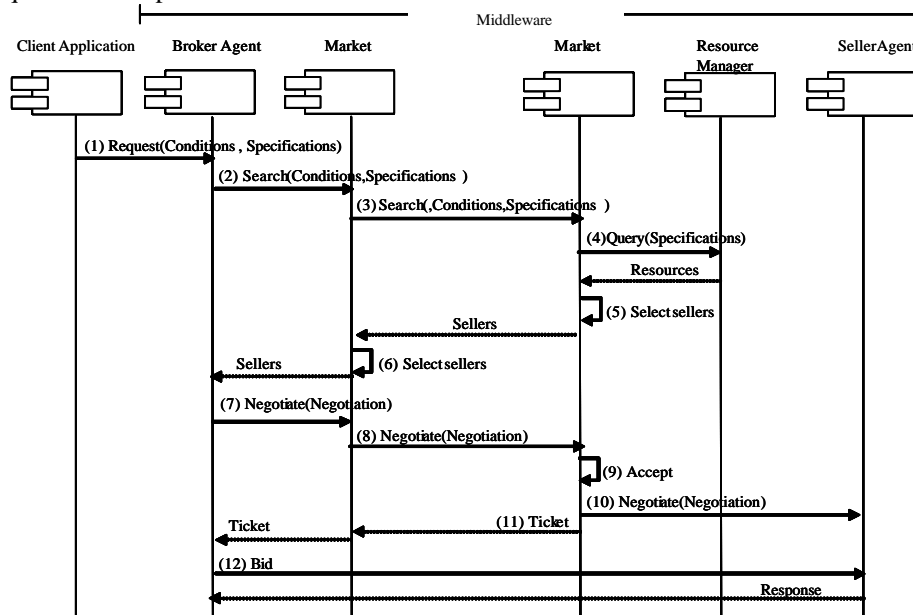 Middleware
Client Application
Broker Agent
Market
Market
Resource
Manager
SellerAgent
(1) Request(Conditions , Specifications)
(2) Search(Conditions,Specifications )
(3) Search(,Conditions,Specifications )
(4)Query(Specifications)
Resources
(5) Select sellers
Sellers
(6) Select sellers
Sellers
(7) Negotiate(Negotiation)
(8) Negotiate(Negotiation)
(9) Accept
(10) Negotiate(Negotiation)
(11) Ticket
Ticket
(12) Bid
Response